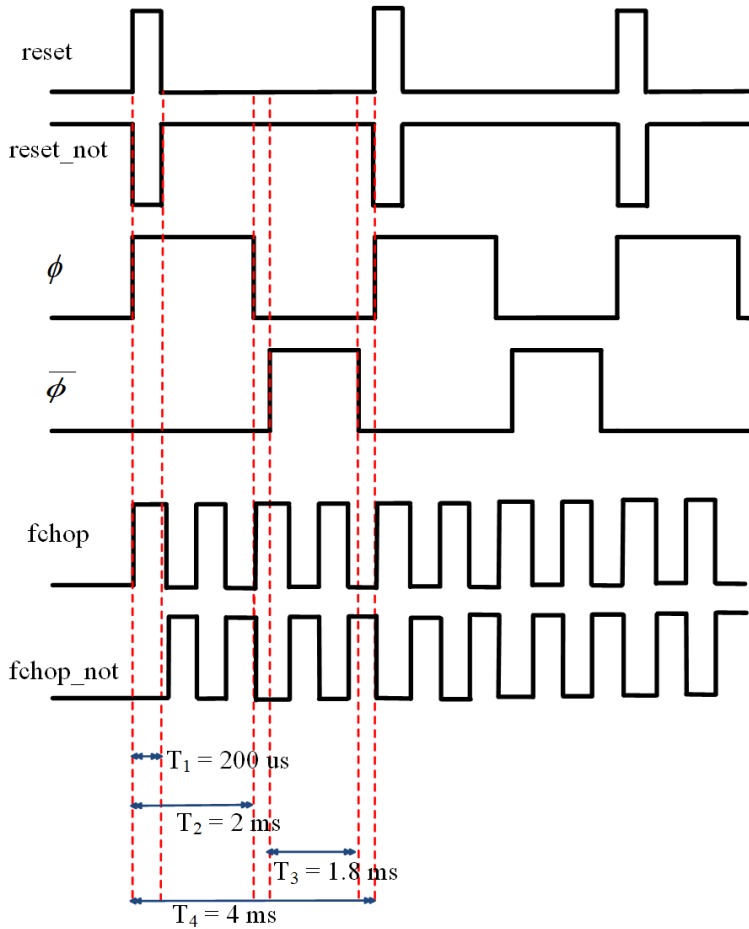 reset
reset_not
ϕ
ϕ̅
fchop
fchop_not
T₁ = 200 us
T₂ = 2 ms
T₃ = 1.8 ms
T₄ = 4 ms